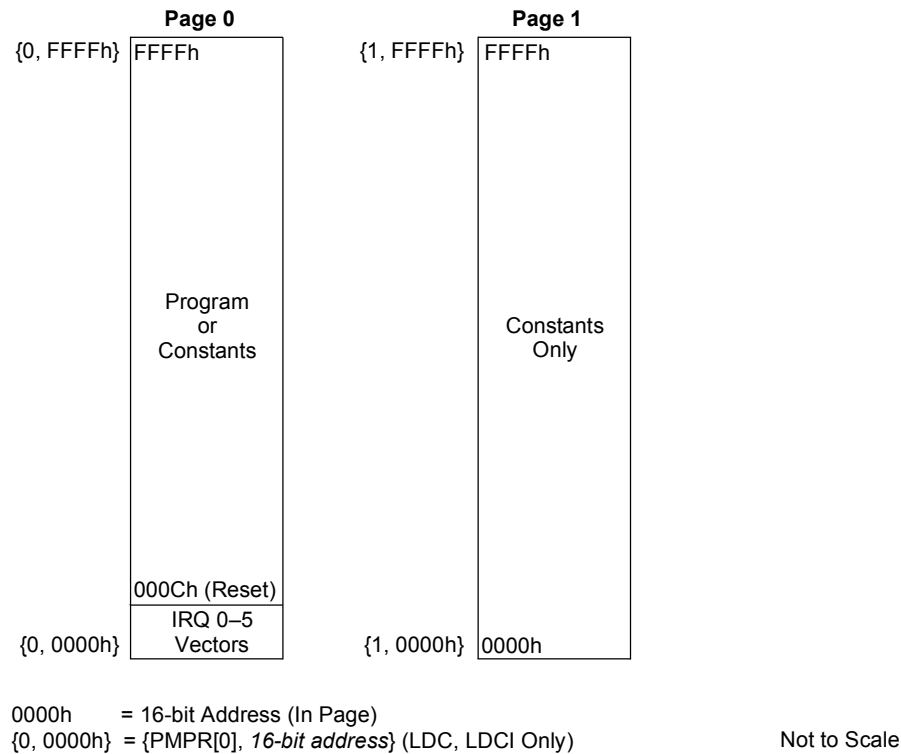 Page 0
Page 1
{0, FFFFh}
FFFFh
{1, FFFFh}
FFFFh
Program
or
Constants
Constants
Only
000Ch (Reset)
IRQ 0–5
Vectors
{0, 0000h}
{1, 0000h}
0000h
0000h = 16-bit Address (In Page)
{0, 0000h} = {PMPR[0], 16-bit address} (LDC, LDCI Only)
Not to Scale